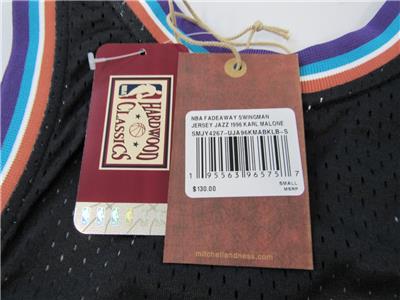 NBA
HARDWOOD
CLASSICS
NBA FADEAWAY SWINGMAN
JERSEY JAZZ 1996 KARL MALONE
SMJY4267-UJA96KMABKLB-S
1 95563 96575 7
$130.00
SMALL
MSRP
mitchellandness.com